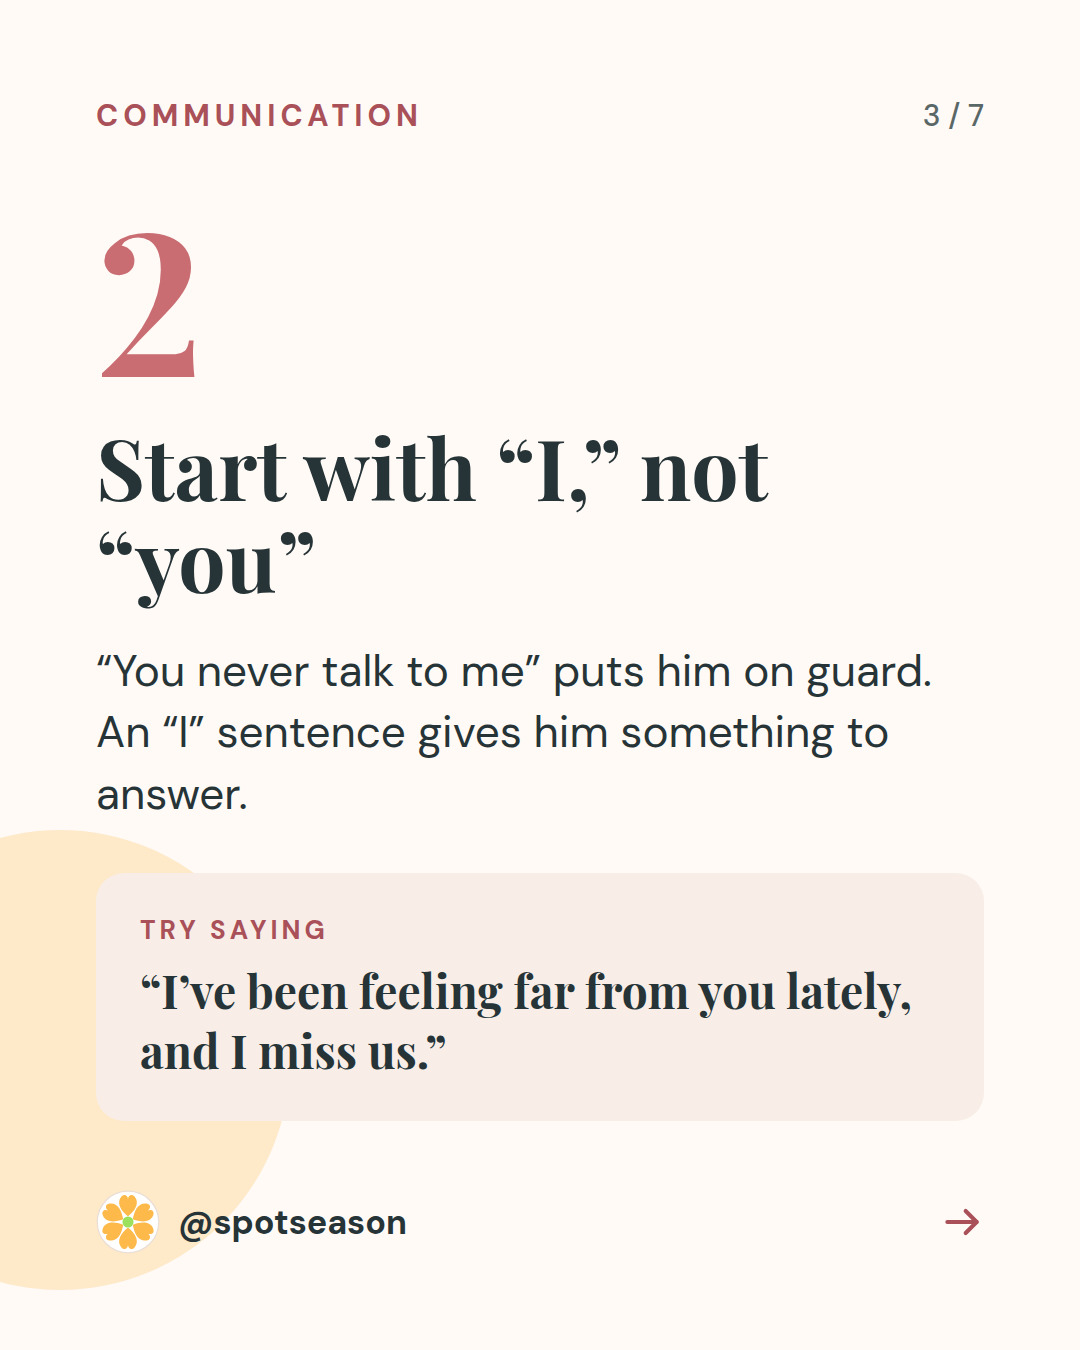 COMMUNICATION
3 / 7
2
Start with “I,” not
“you”
“You never talk to me” puts him on guard.
An “I” sentence gives him something to
answer.
TRY SAYING
“I’ve been feeling far from you lately,
and I miss us.”
@spotseason